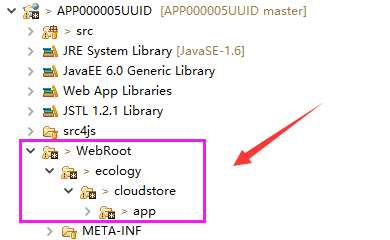 > APP000005UUID [APP000005UUID master]
> src
JRE System Library [JavaSE-1.6]
JavaEE 6.0 Generic Library
Web App Libraries
JSTL 1.2.1 Library
> src4js
> WebRoot
> ecology
> cloudstore
> app
META-INF